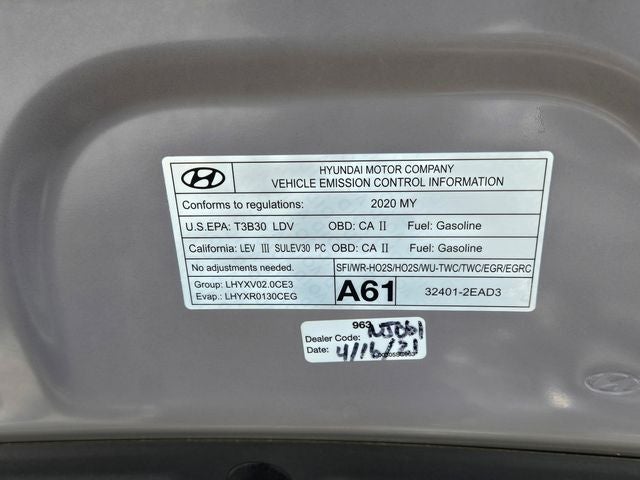 HYUNDAI MOTOR COMPANY
VEHICLE EMISSION CONTROL INFORMATION
Conforms to regulations: 2020 MY
U.S.EPA: T3B30 LDV OBD: CA II Fuel: Gasoline
California: LEV III SULEV30 PC OBD: CA II Fuel: Gasoline
No adjustments needed. SFI/WR-HO2S/HO2S/WU-TWC/TWC/EGR/EGRC
Group: LHYXV02.0CE3
Evap.: LHYXR0130CEG
A61
32401-2EAD3
963
Dealer Code: NJ061
Date: 4/16/21